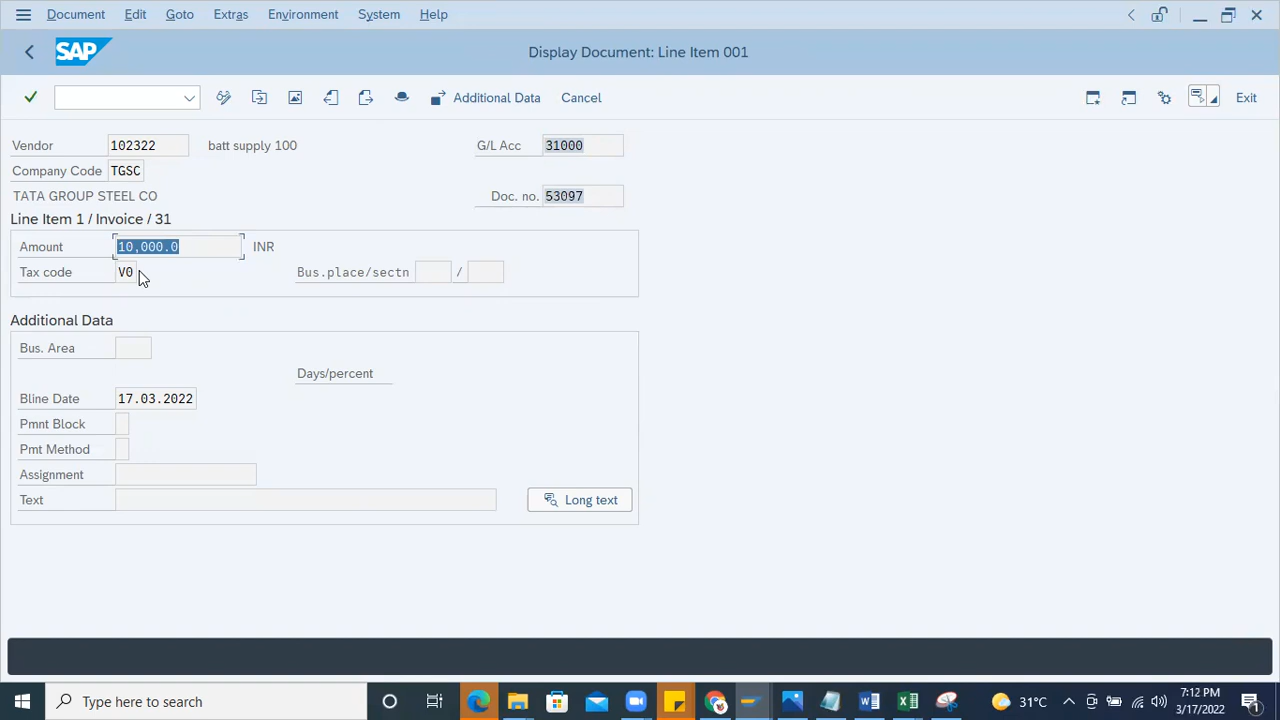 Document Edit Goto Extras Environment System Help
SAP Display Document: Line Item 001
Additional Data Cancel Exit
Vendor 102322 batt supply 100 G/L Acc 31000
Company Code TGSC
TATA GROUP STEEL CO Doc. no. 53097
Line Item 1 / Invoice / 31
Amount 10,000.0 INR
Tax code V0 Bus.place/sectn /
Additional Data
Bus. Area
Days/percent
Bline Date 17.03.2022
Pmnt Block
Pmt Method
Assignment
Text Long text
Type here to search 31°C 7:12 PM
3/17/2022 1